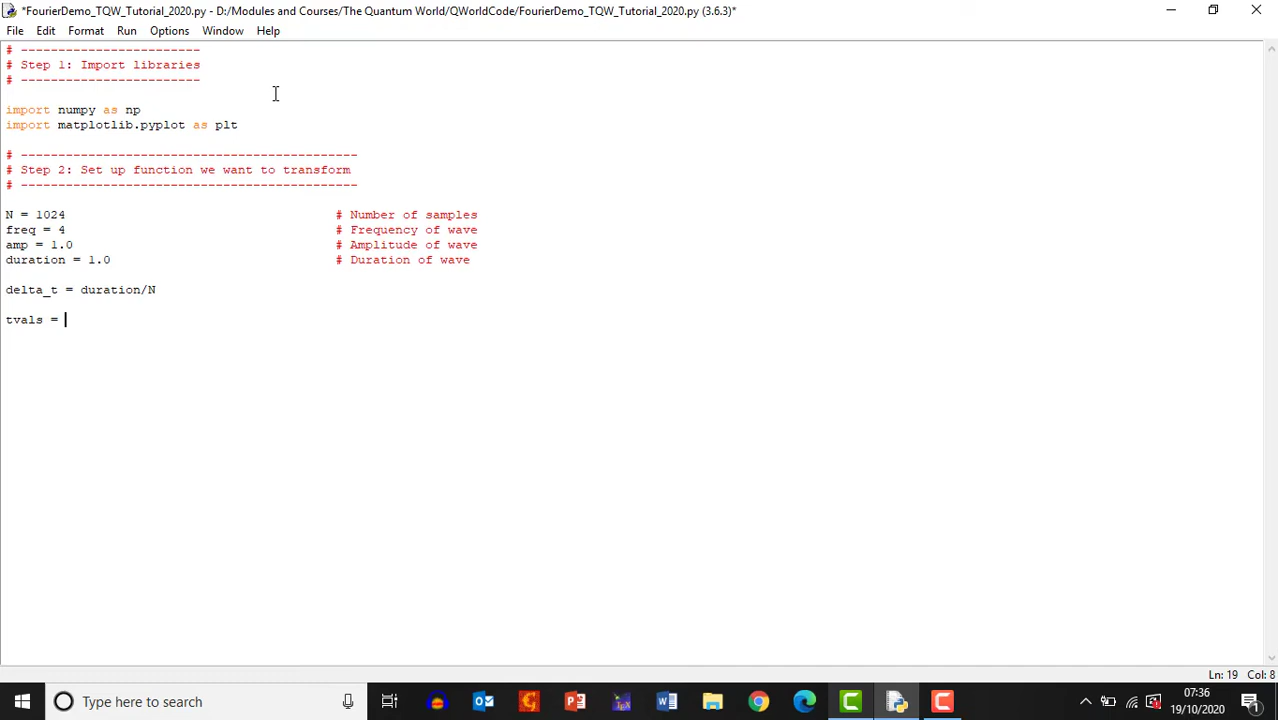 *FourierDemo_TQW_Tutorial_2020.py - D:/Modules and Courses/The Quantum World/QWorldCode/FourierDemo_TQW_Tutorial_2020.py (3.6.3)*
File Edit Format Run Options Window Help
# ------------------------
# Step 1: Import libraries
# ------------------------
import numpy as np
import matplotlib.pyplot as plt
# ---------------------------------------------
# Step 2: Set up function we want to transform
# ---------------------------------------------
N = 1024 # Number of samples
freq = 4 # Frequency of wave
amp = 1.0 # Amplitude of wave
duration = 1.0 # Duration of wave
delta_t = duration/N
tvals =
Ln: 19 Col: 8
Type here to search
07:36
19/10/2020
1